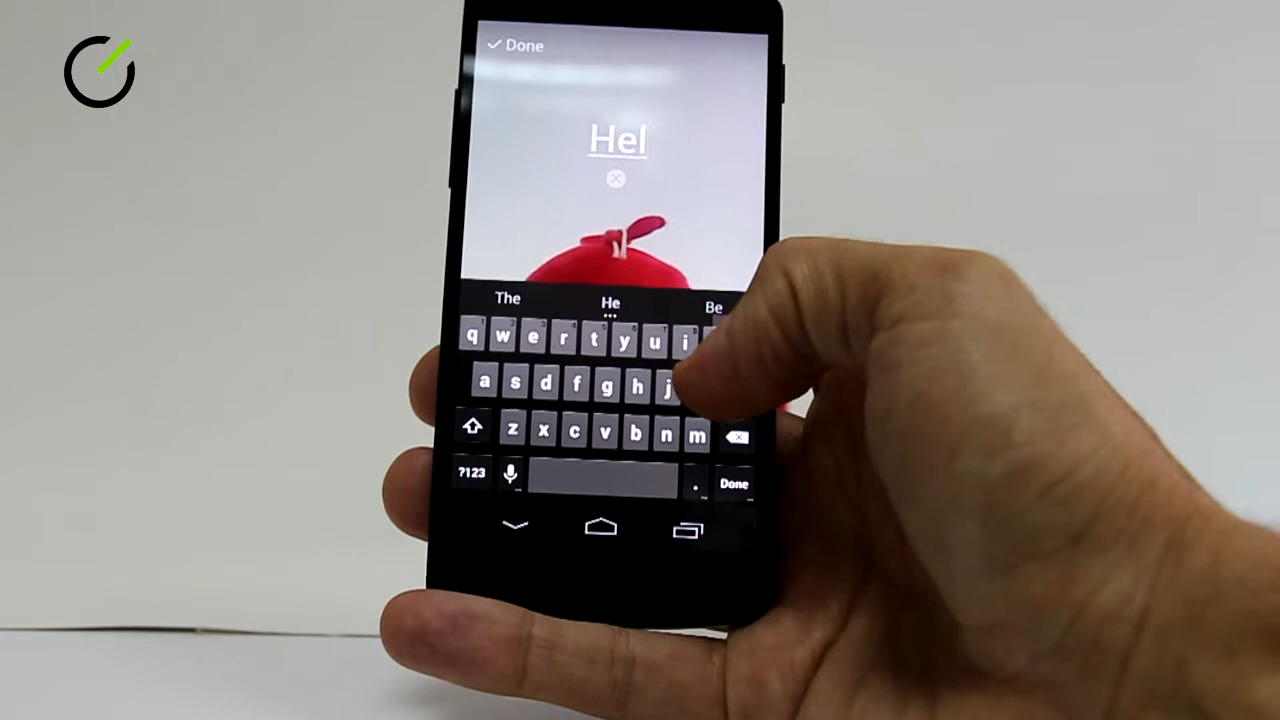 Done
Hel
The He Be
q w e r t y u i
a s d f g h j
z x c v b n m
?123 . Done